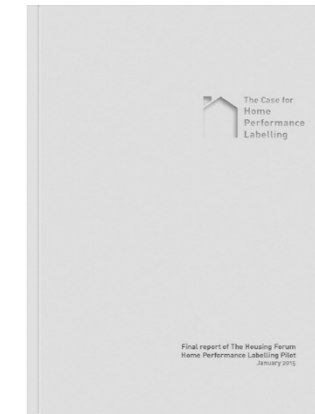 The Case for
Home
Performance
Labelling
Final report of The Housing Forum
Home Performance Labelling Pilot
January 2015